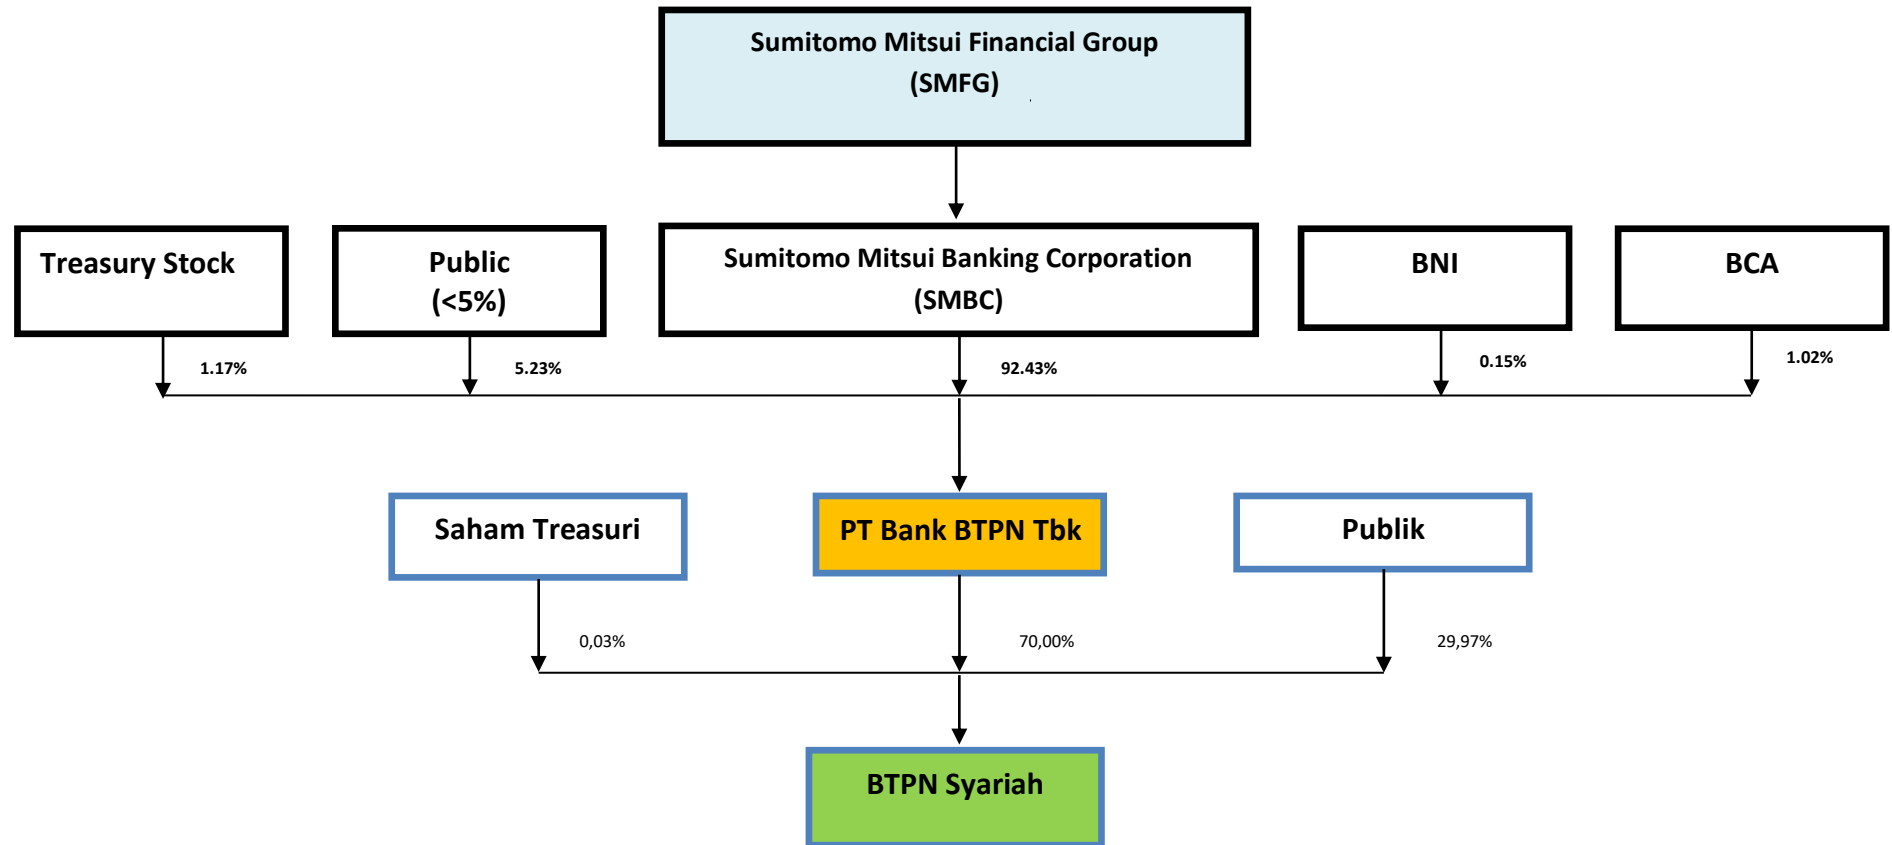 Sumitomo Mitsui Financial Group
(SMFG)
Treasury Stock
Public
(<5%)
Sumitomo Mitsui Banking Corporation
(SMBC)
BNI
BCA
1.17%
5.23%
92.43%
0.15%
1.02%
Saham Treasuri
PT Bank BTPN Tbk
Publik
0,03%
70,00%
29,97%
BTPN Syariah